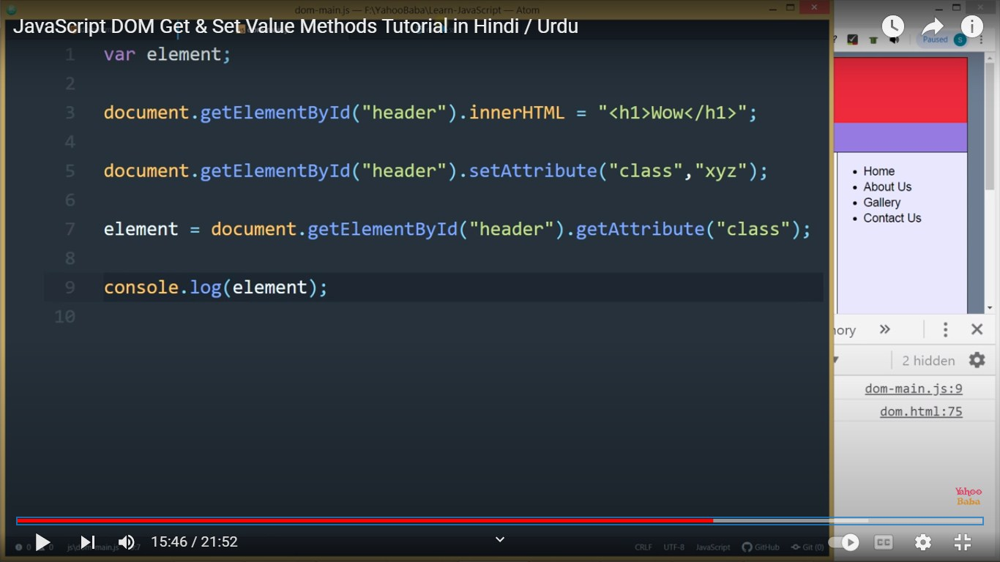 dom-main.js — F:\YahooBaba\Learn-JavaScript — Atom
JavaScript DOM Get & Set Value Methods Tutorial in Hindi / Urdu
Paused S
1 var element;
2
3 document.getElementById("header").innerHTML = "<h1>Wow</h1>";
4
5 document.getElementById("header").setAttribute("class","xyz");
6
7 element = document.getElementById("header").getAttribute("class");
8
9 console.log(element);
10
Home
About Us
Gallery
Contact Us
2 hidden
dom-main.js:9
dom.html:75
Yahoo
Baba
15:46 / 21:52
CC
CRLF UTF-8 JavaScript GitHub Git (0)